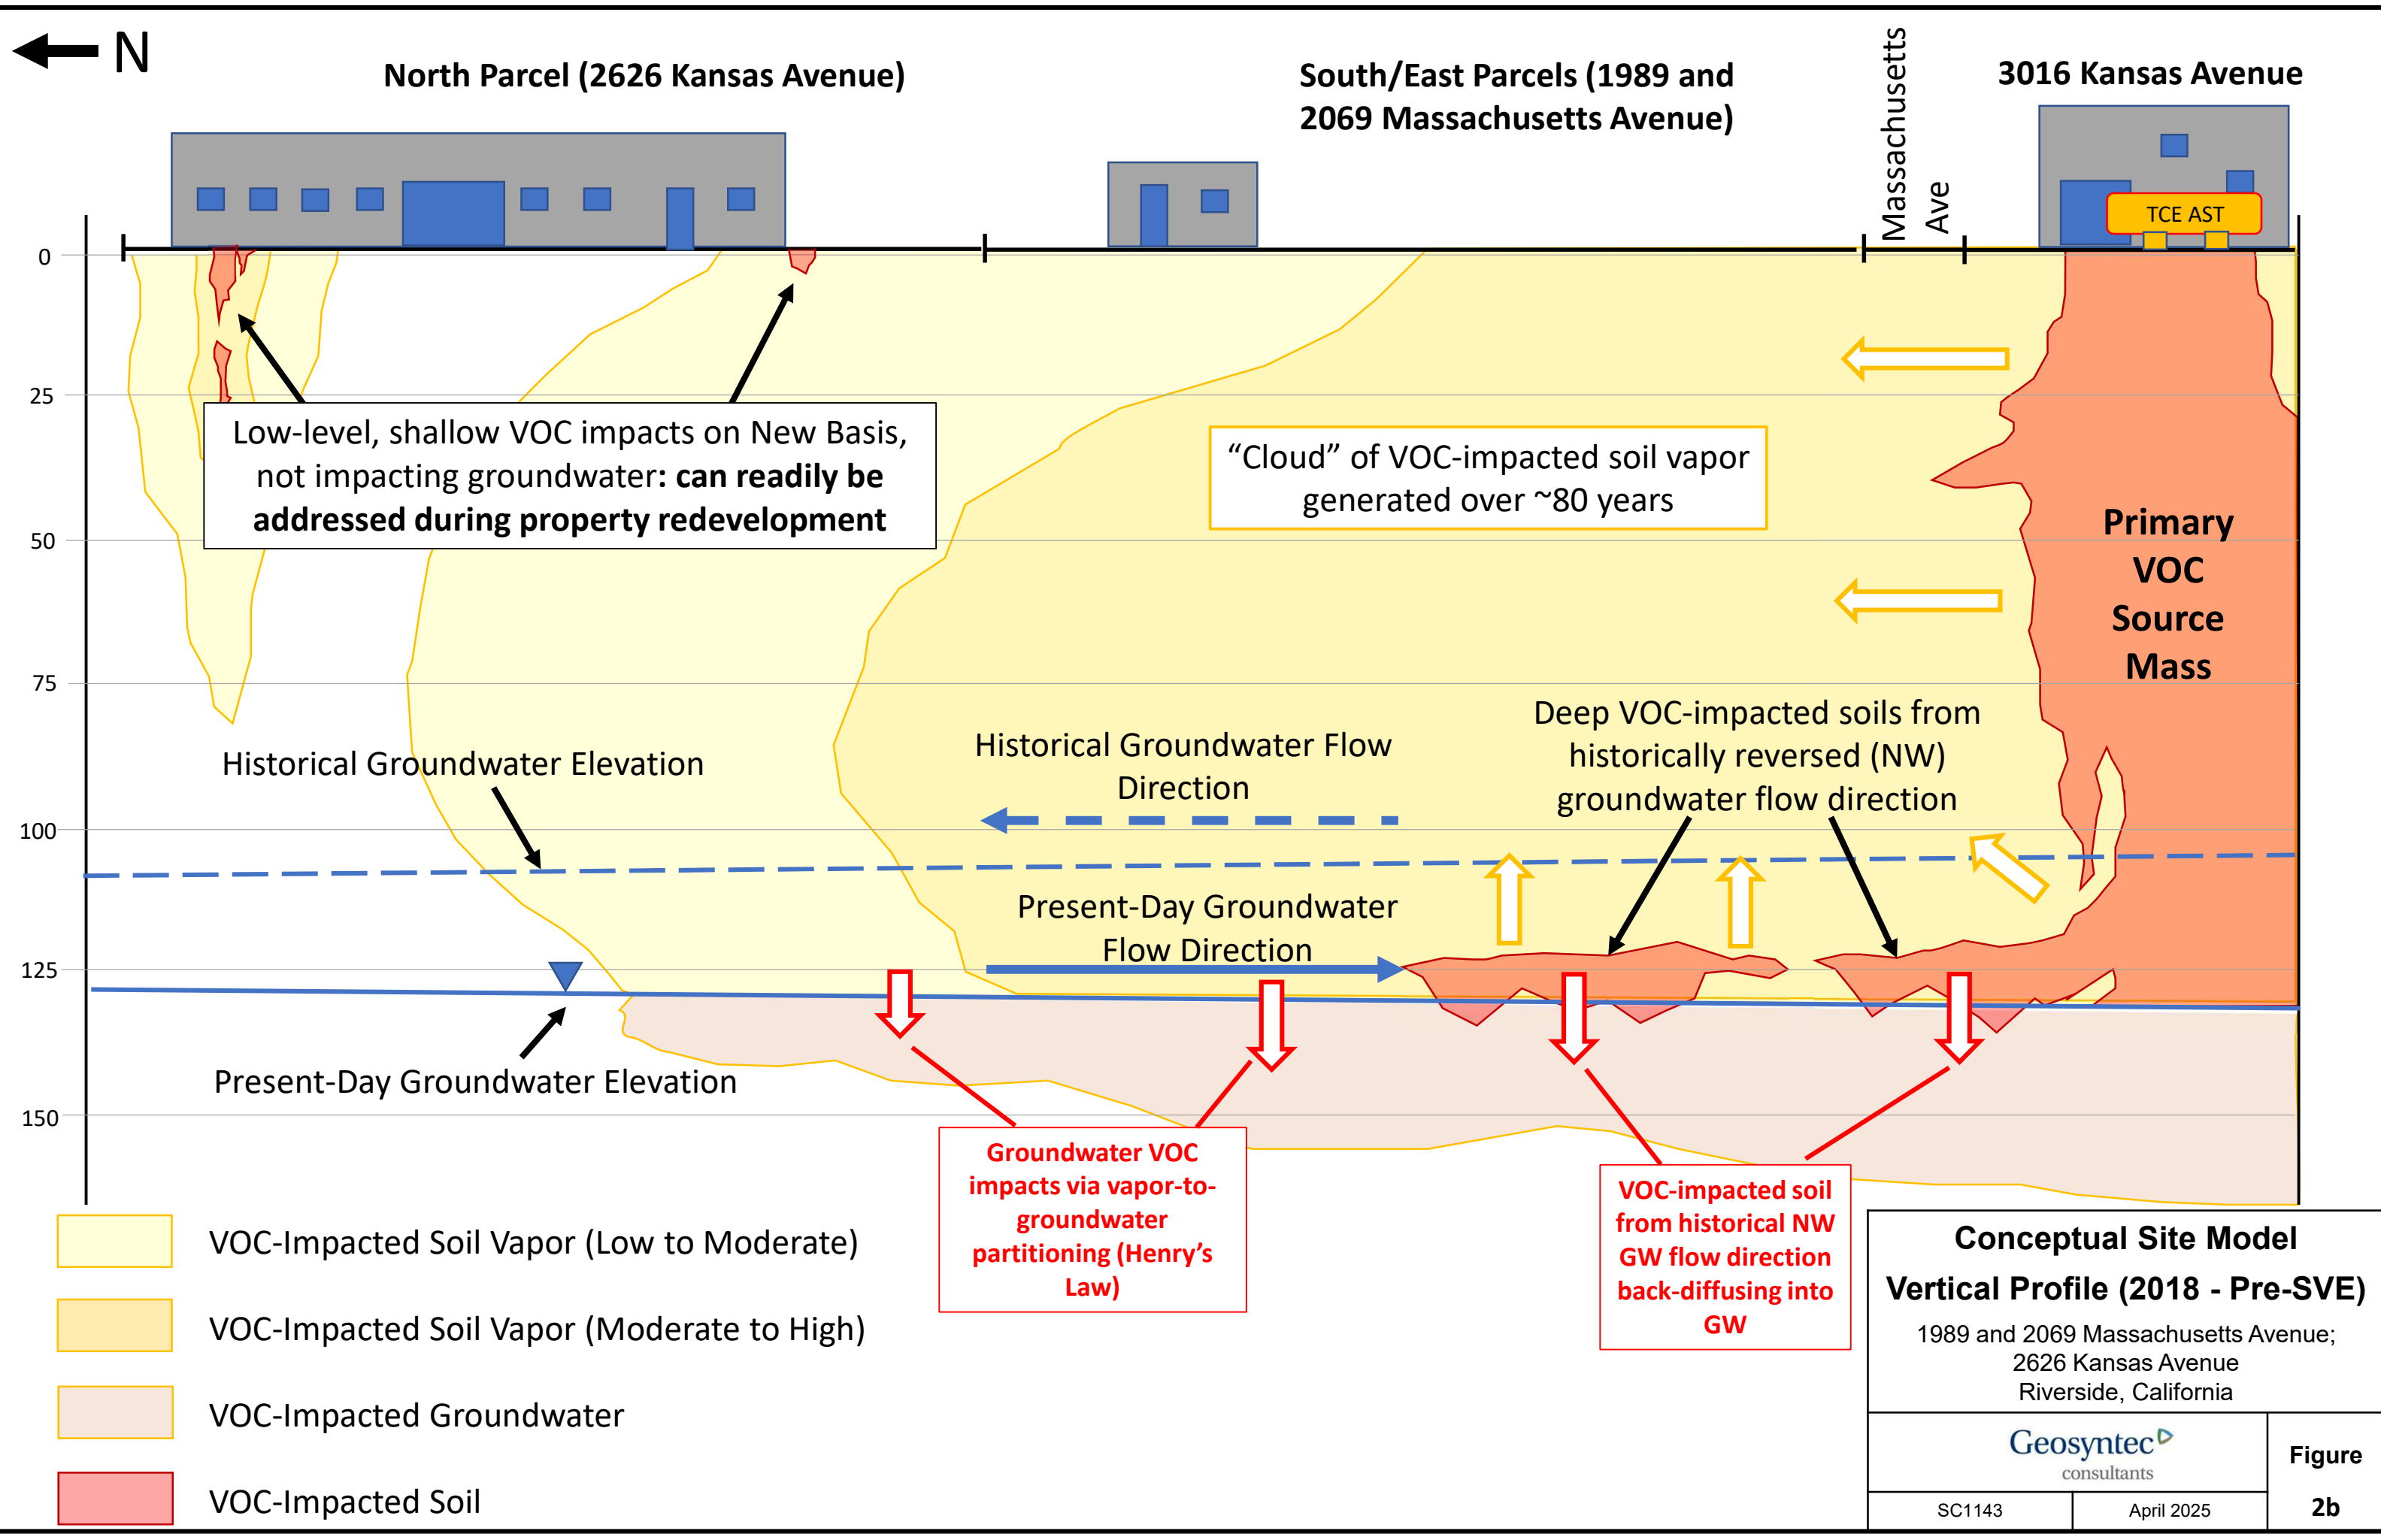 N
North Parcel (2626 Kansas Avenue)
South/East Parcels (1989 and
2069 Massachusetts Avenue)
Massachusetts
Ave
3016 Kansas Avenue
TCE AST
0
25
50
75
100
125
150
Low-level, shallow VOC impacts on New Basis,
not impacting groundwater: can readily be
addressed during property redevelopment
“Cloud” of VOC-impacted soil vapor
generated over ~80 years
Primary
VOC
Source
Mass
Historical Groundwater Elevation
Historical Groundwater Flow
Direction
Deep VOC-impacted soils from
historically reversed (NW)
groundwater flow direction
Present-Day Groundwater
Flow Direction
Present-Day Groundwater Elevation
Groundwater VOC
impacts via vapor-to-
groundwater
partitioning (Henry’s
Law)
VOC-impacted soil
from historical NW
GW flow direction
back-diffusing into
GW
VOC-Impacted Soil Vapor (Low to Moderate)
VOC-Impacted Soil Vapor (Moderate to High)
VOC-Impacted Groundwater
VOC-Impacted Soil
Conceptual Site Model
Vertical Profile (2018 - Pre-SVE)
1989 and 2069 Massachusetts Avenue;
2626 Kansas Avenue
Riverside, California
Geosyntec
consultants
Figure
2b
SC1143
April 2025